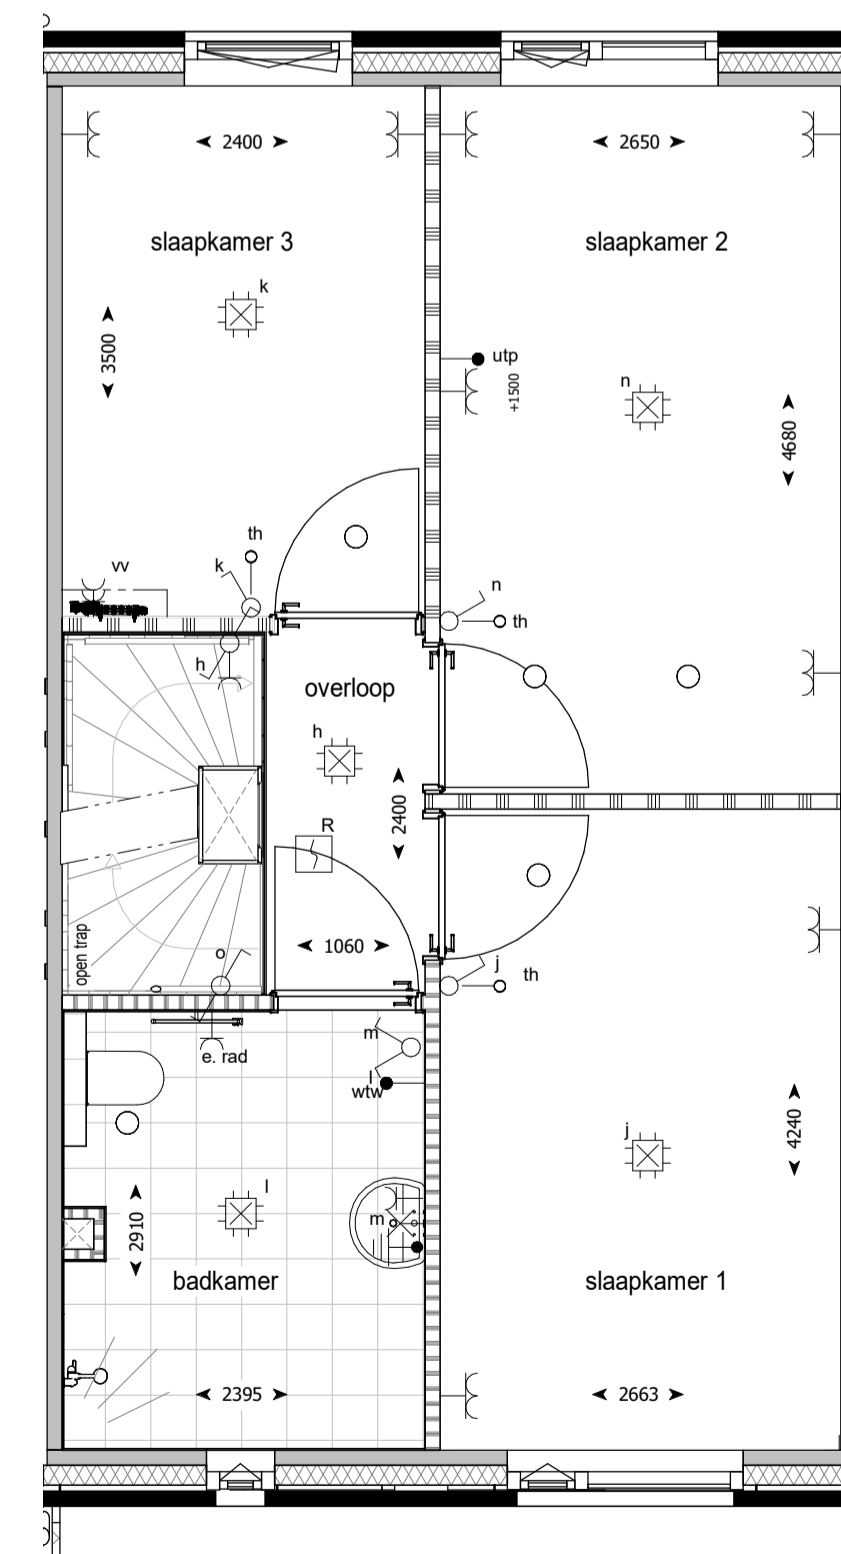 2400
2650
slaapkamer 3
slaapkamer 2
k
3500
utp
+1500
n
4680
th
k
vv
n
th
h
overloop
h
2400
R
1060
open trap
o
j
th
e. rad
m
l
wtw
j
4240
l
m
2910
badkamer
slaapkamer 1
2395
2663